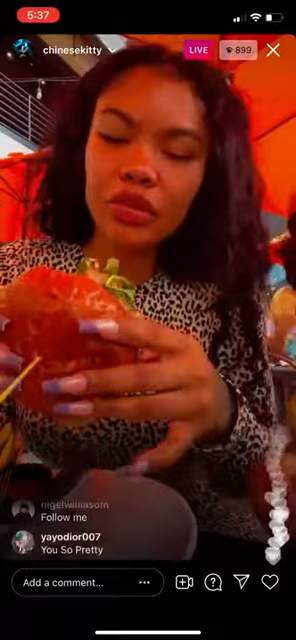 5:37
chinesekitty
LIVE
899
nigelwilliasom
Follow me
yayodior007
You So Pretty
Add a comment...